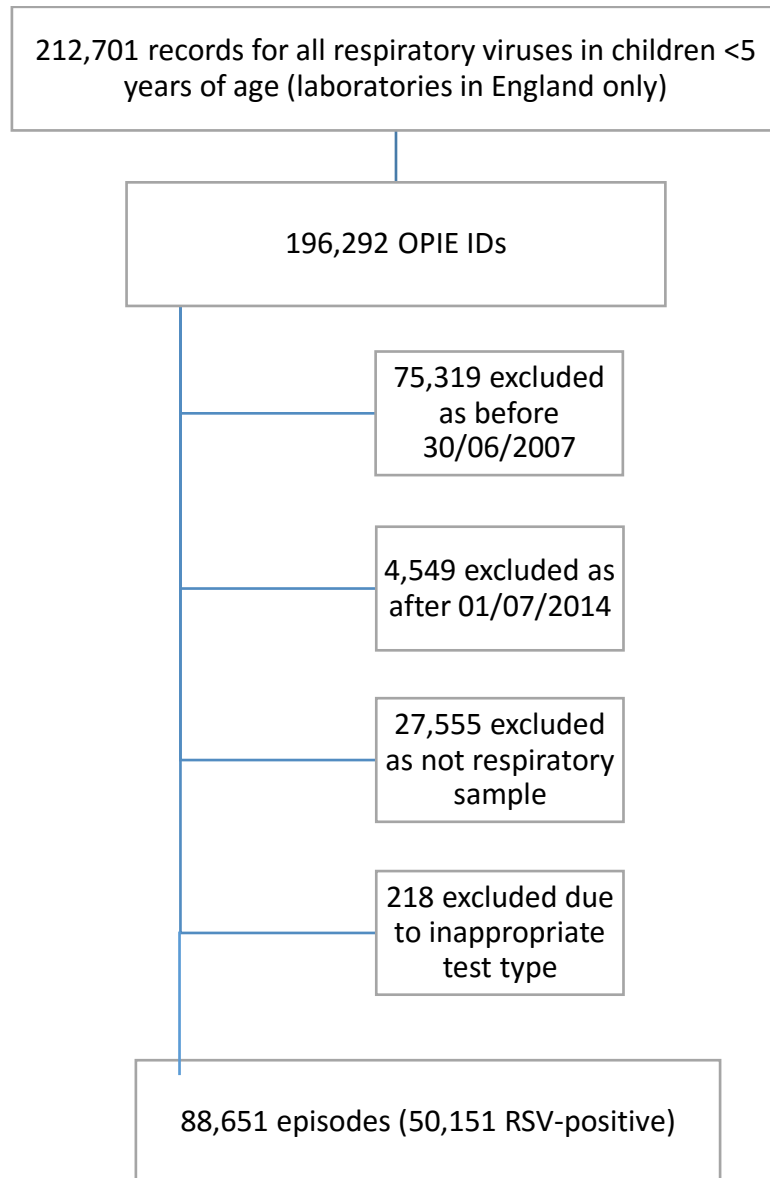 212,701 records for all respiratory viruses in children <5
years of age (laboratories in England only)
196,292 OPIE IDs
75,319 excluded
as before
30/06/2007
4,549 excluded as
after 01/07/2014
27,555 excluded
as not respiratory
sample
218 excluded due
to inappropriate
test type
88,651 episodes (50,151 RSV-positive)